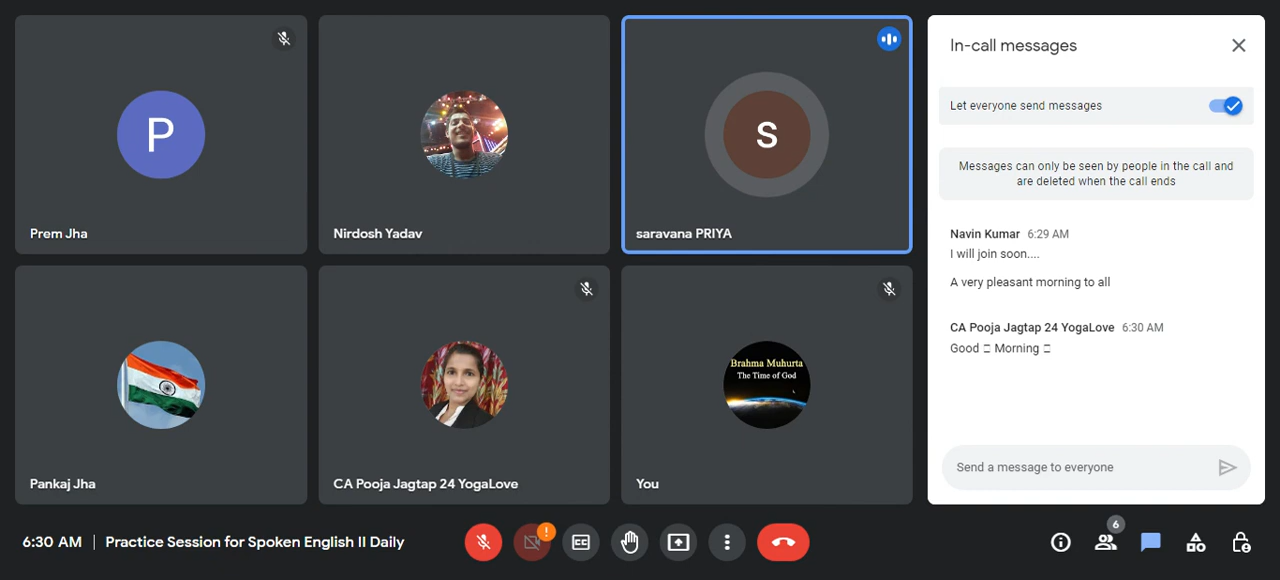 P
Prem Jha
Nirdosh Yadav
S
saravana PRIYA
Pankaj Jha
CA Pooja Jagtap 24 YogaLove
Brahma Muhurta
The Time of God
You
In-call messages
Let everyone send messages
Messages can only be seen by people in the call and
are deleted when the call ends
Navin Kumar 6:29 AM
I will join soon....
A very pleasant morning to all
CA Pooja Jagtap 24 YogaLove 6:30 AM
Good Morning
Send a message to everyone
6:30 AM | Practice Session for Spoken English II Daily
CC
6